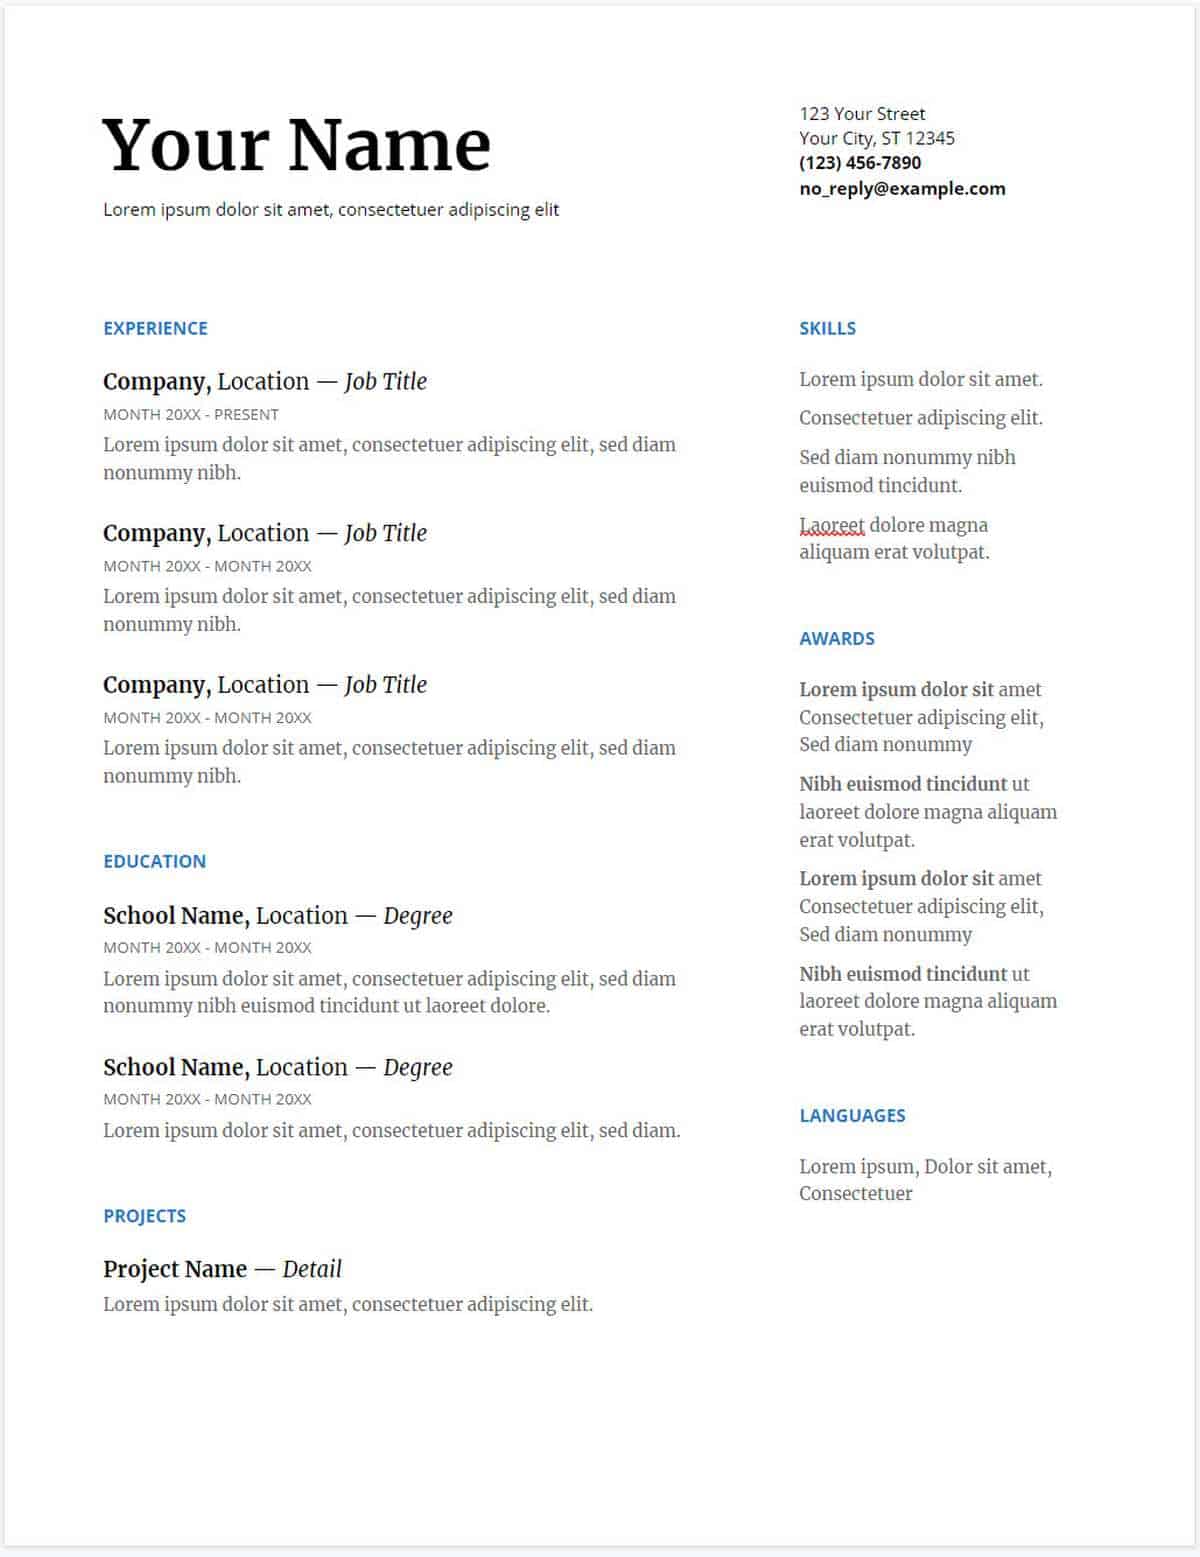 Your Name
Lorem ipsum dolor sit amet, consectetuer adipiscing elit
123 Your Street
Your City, ST 12345
(123) 456-7890
no_reply@example.com
EXPERIENCE
Company, Location — Job Title
MONTH 20XX - PRESENT
Lorem ipsum dolor sit amet, consectetuer adipiscing elit, sed diam
nonummy nibh.
Company, Location — Job Title
MONTH 20XX - MONTH 20XX
Lorem ipsum dolor sit amet, consectetuer adipiscing elit, sed diam
nonummy nibh.
Company, Location — Job Title
MONTH 20XX - MONTH 20XX
Lorem ipsum dolor sit amet, consectetuer adipiscing elit, sed diam
nonummy nibh.
EDUCATION
School Name, Location — Degree
MONTH 20XX - MONTH 20XX
Lorem ipsum dolor sit amet, consectetuer adipiscing elit, sed diam
nonummy nibh euismod tincidunt ut laoreet dolore.
School Name, Location — Degree
MONTH 20XX - MONTH 20XX
Lorem ipsum dolor sit amet, consectetuer adipiscing elit, sed diam.
PROJECTS
Project Name — Detail
Lorem ipsum dolor sit amet, consectetuer adipiscing elit.
SKILLS
Lorem ipsum dolor sit amet.
Consectetuer adipiscing elit.
Sed diam nonummy nibh
euismod tincidunt.
Laoreet dolore magna
aliquam erat volutpat.
AWARDS
Lorem ipsum dolor sit amet
Consectetuer adipiscing elit,
Sed diam nonummy
Nibh euismod tincidunt ut
laoreet dolore magna aliquam
erat volutpat.
Lorem ipsum dolor sit amet
Consectetuer adipiscing elit,
Sed diam nonummy
Nibh euismod tincidunt ut
laoreet dolore magna aliquam
erat volutpat.
LANGUAGES
Lorem ipsum, Dolor sit amet,
Consectetuer